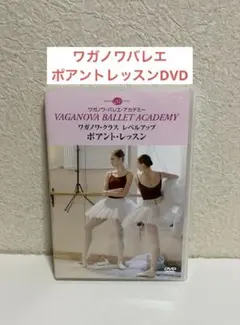 ワガノワバレエ
ポアントレッスンDVD
ワガノワ・バレエ・アカデミー
VAGANOVA BALLET ACADEMY
ワガノワ・クラス レベルアップ
ポアント・レッスン
DVD